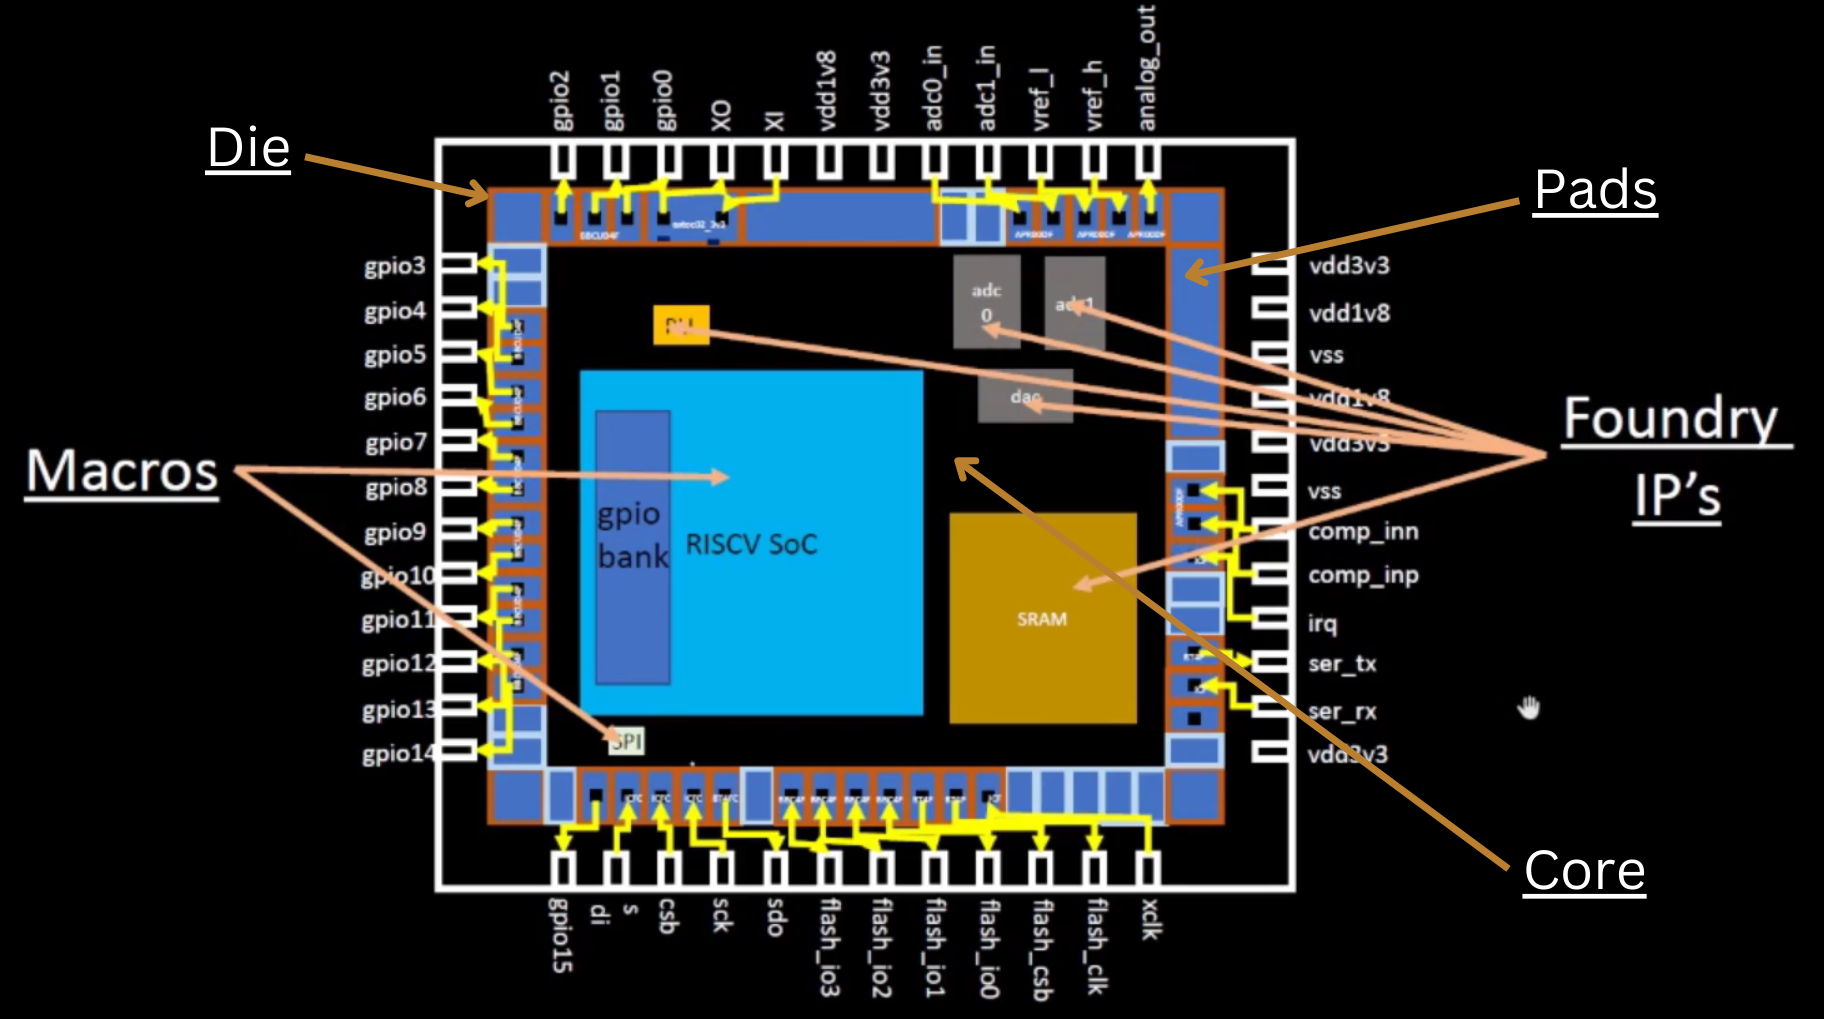 gpio2
gpio1
gpio0
XO
XI
vdd1v8
vdd3v3
adc0_in
adc1_in
vref_l
vref_h
analog_out
Die
Pads
gpio3
gpio4
gpio5
gpio6
gpio7
gpio8
gpio9
gpio10
gpio11
gpio12
gpio13
gpio14
Macros
adc
0
dac
gpio
bank
RISCV SoC
SRAM
SPI
vdd3v3
vdd1v8
vss
vdd1v8
vdd3v3
vss
comp_inn
comp_inp
irq
ser_tx
ser_rx
vdd3v3
Foundry
IP's
Core
gpio15
di
s
csb
sck
sdo
flash_io3
flash_io2
flash_io1
flash_io0
flash_csb
flash_clk
xclk